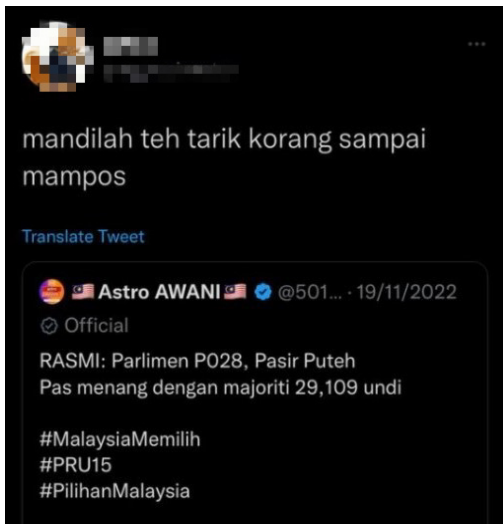 mandilah teh tarik korang sampai
mampos
Translate Tweet
Astro AWANI @501... · 19/11/2022
Official
RASMI: Parlimen P028, Pasir Puteh
Pas menang dengan majoriti 29,109 undi
#MalaysiaMemilih
#PRU15
#PilihanMalaysia